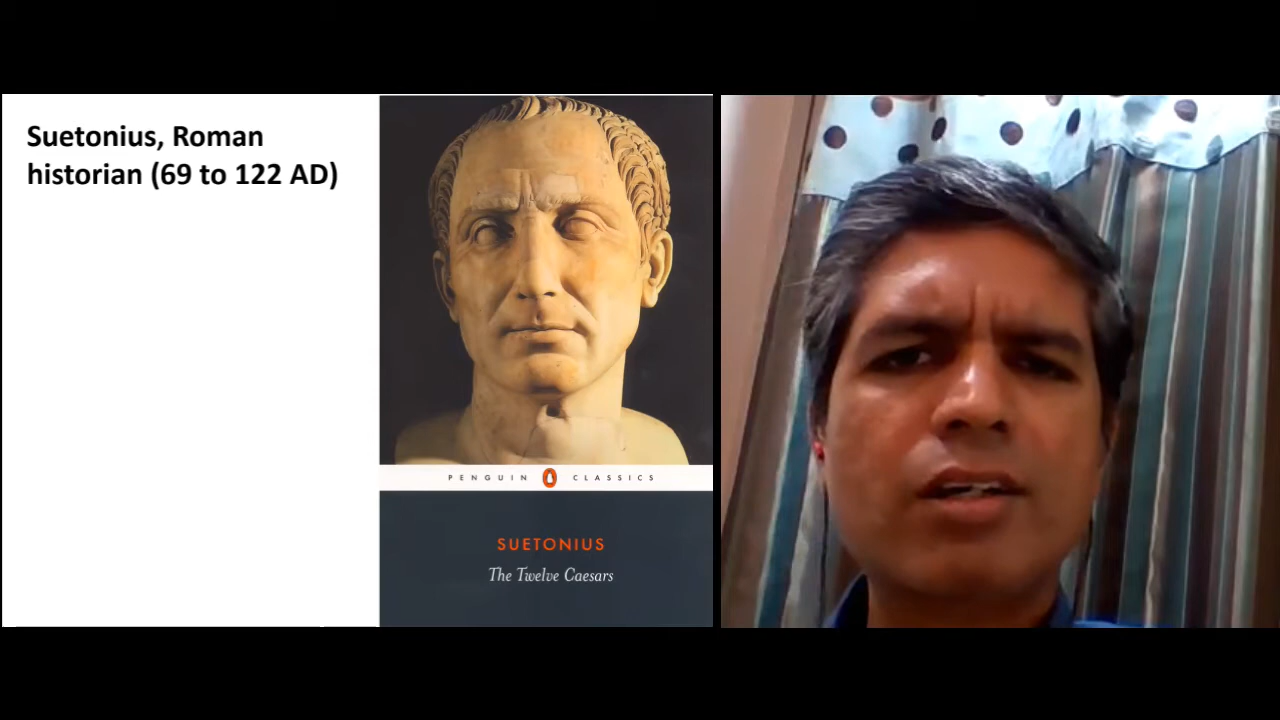 Suetonius, Roman
historian (69 to 122 AD)
PENGUIN CLASSICS
SUETONIUS
The Twelve Caesars